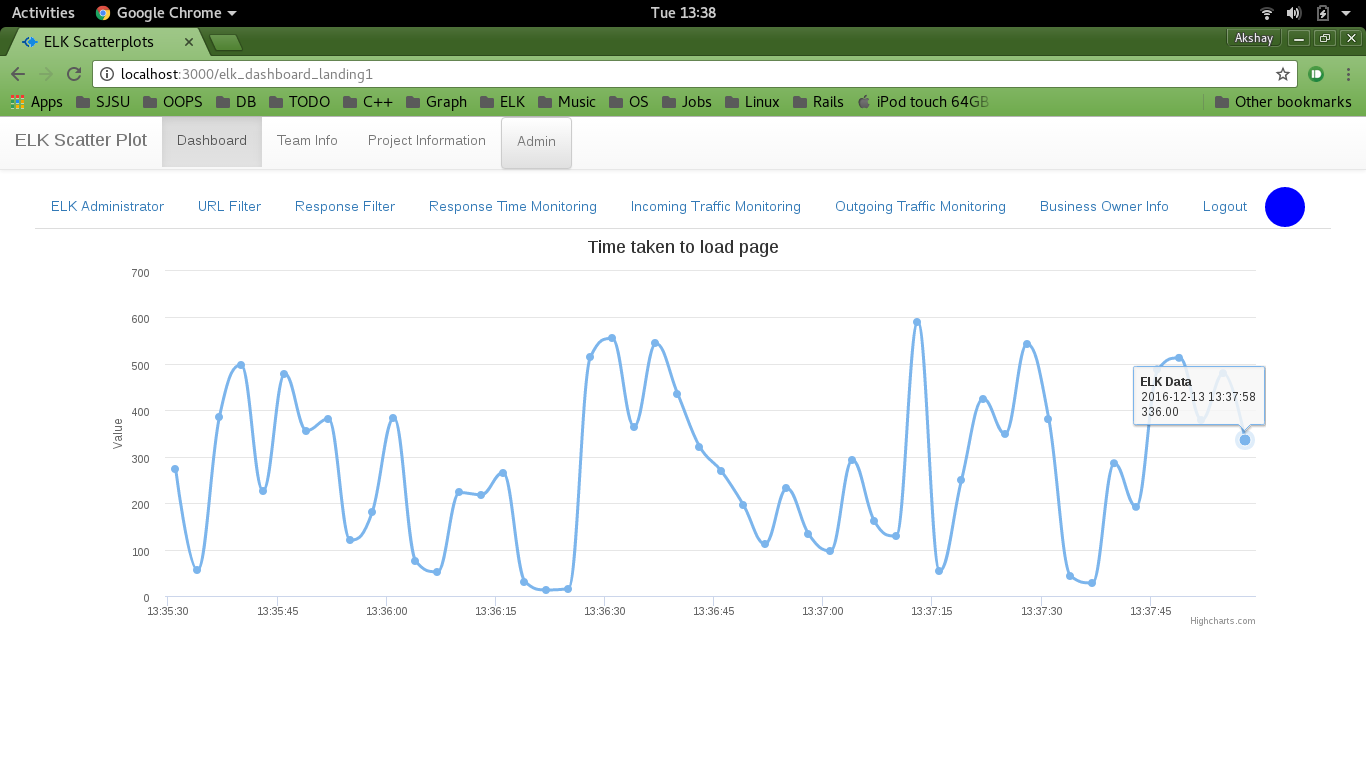 Activities Google Chrome Tue 13:38
ELK Scatterplots Akshay
localhost:3000/elk_dashboard_landing1
Apps SJSU OOPS DB TODO C++ Graph ELK Music OS Jobs Linux Rails iPod touch 64GB Other bookmarks
ELK Scatter Plot Dashboard Team Info Project Information Admin
ELK Administrator URL Filter Response Filter Response Time Monitoring Incoming Traffic Monitoring Outgoing Traffic Monitoring Business Owner Info Logout
Time taken to load page
700
600
500
400
300
200
100
0
Value
ELK Data
2016-12-13 13:37:58
336.00
13:35:30 13:35:45 13:36:00 13:36:15 13:36:30 13:36:45 13:37:00 13:37:15 13:37:30 13:37:45
Highcharts.com